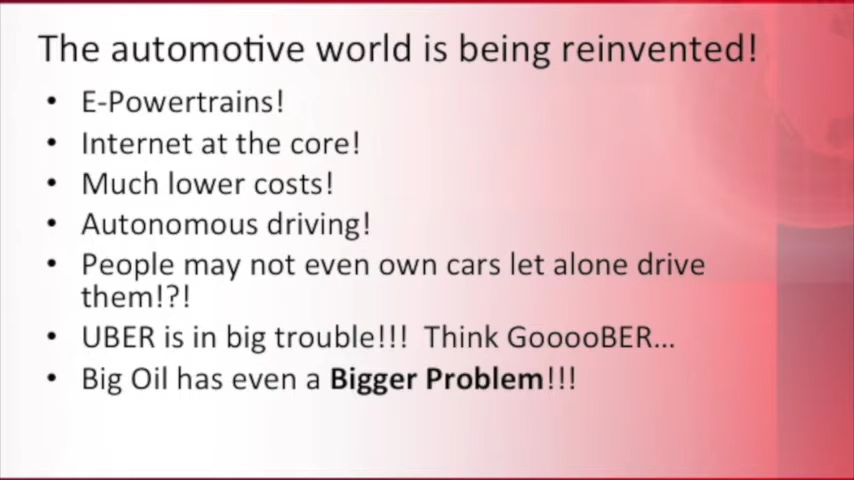 The automotive world is being reinvented!
• E-Powertrains!
• Internet at the core!
• Much lower costs!
• Autonomous driving!
• People may not even own cars let alone drive
them!?!
• UBER is in big trouble!!! Think GooooBER...
• Big Oil has even a Bigger Problem!!!